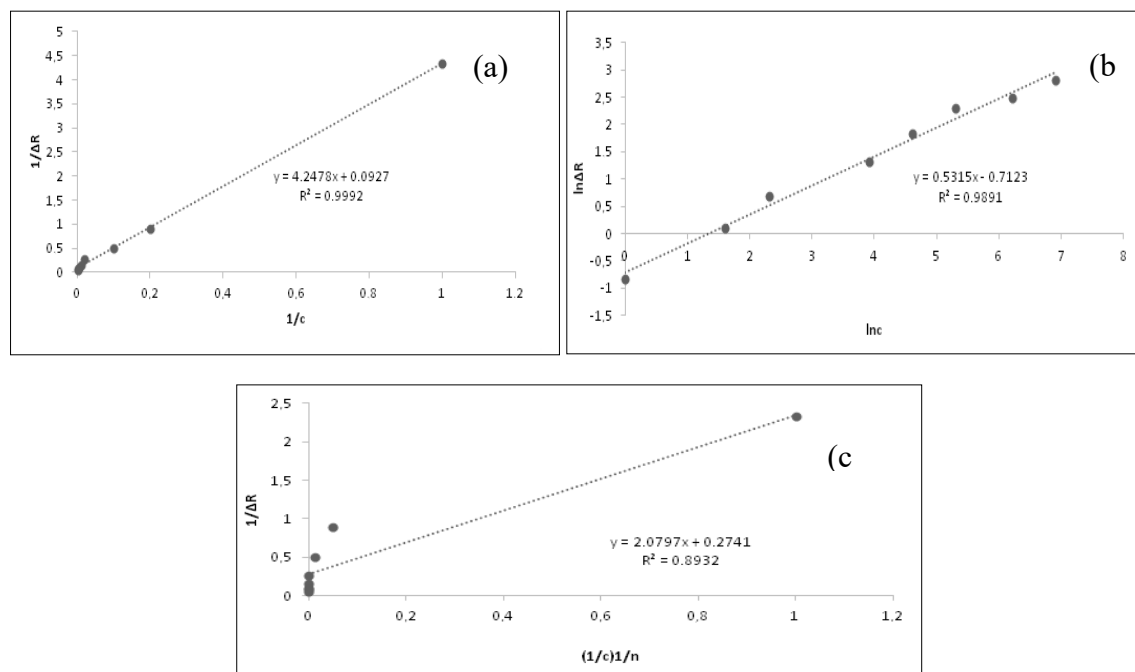 5
4,5
4
3,5
3
2,5
2
1,5
1
0,5
0
1/ΔR
(a)
y = 4.2478x + 0.0927
R² = 0.9992
0 0,2 0,4 0,6 0,8 1 1,2
1/c
3,5
3
2,5
2
1,5
1
0,5
0
-0,5
-1
-1,5
lnΔR
(b
y = 0.5315x - 0.7123
R² = 0.9891
0 1 2 3 4 5 6 7 8
lnc
2,5
2
1,5
1
0,5
0
1/ΔR
(c
y = 2.0797x + 0.2741
R² = 0.8932
0 0,2 0,4 0,6 0,8 1
(1/c)1/n